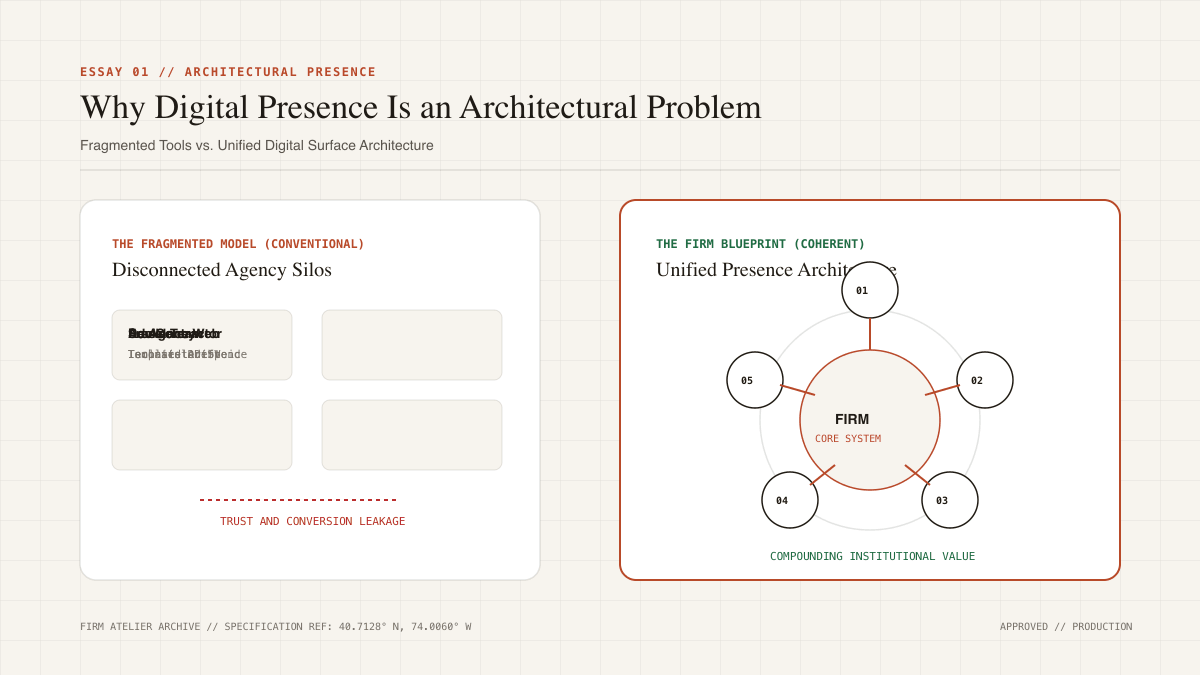 ESSAY 01 // ARCHITECTURAL PRESENCE
Why Digital Presence Is an Architectural Problem
Fragmented Tools vs. Unified Digital Surface Architecture
THE FRAGMENTED MODEL (CONVENTIONAL)
Disconnected Agency Silos
TRUST AND CONVERSION LEAKAGE
THE FIRM BLUEPRINT (COHERENT)
Unified Presence
01
05
02
FIRM
CORE SYSTEM
04
03
COMPOUNDING INSTITUTIONAL VALUE
FIRM ATELIER ARCHIVE // SPECIFICATION REF: 40.7128° N, 74.0060° W
APPROVED // PRODUCTION